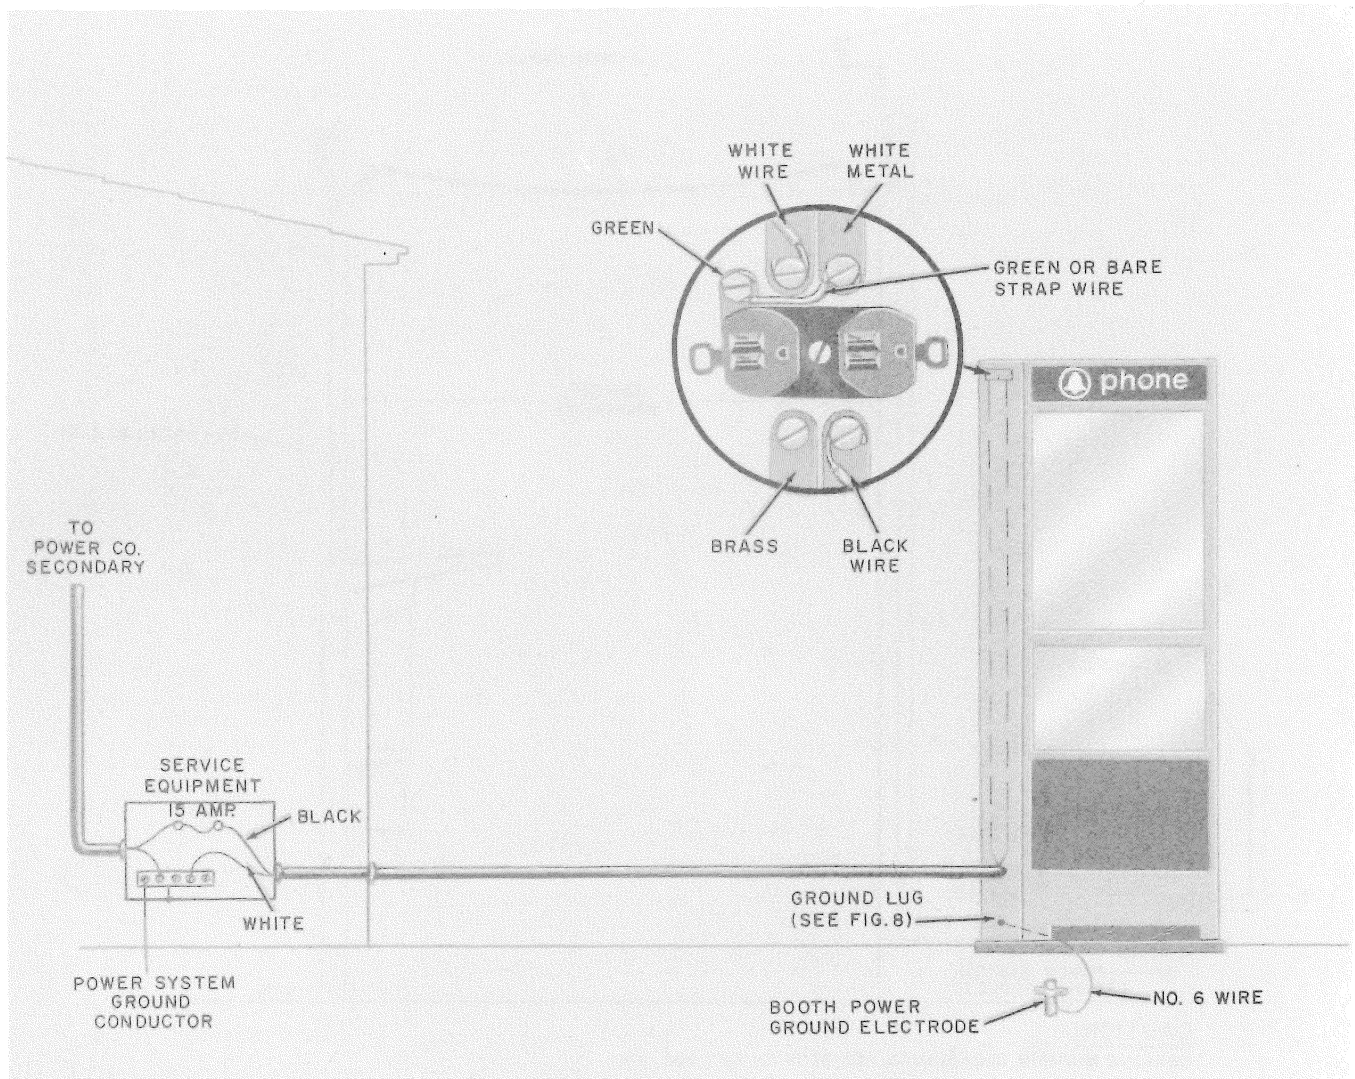 WHITE
WIRE
WHITE
METAL
GREEN
GREEN OR BARE
STRAP WIRE
phone
BRASS
BLACK
WIRE
TO
POWER CO.
SECONDARY
SERVICE
EQUIPMENT
15 AMP.
BLACK
WHITE
GROUND LUG
(SEE FIG. 8)
POWER SYSTEM
GROUND
CONDUCTOR
BOOTH POWER
GROUND ELECTRODE
NO. 6 WIRE